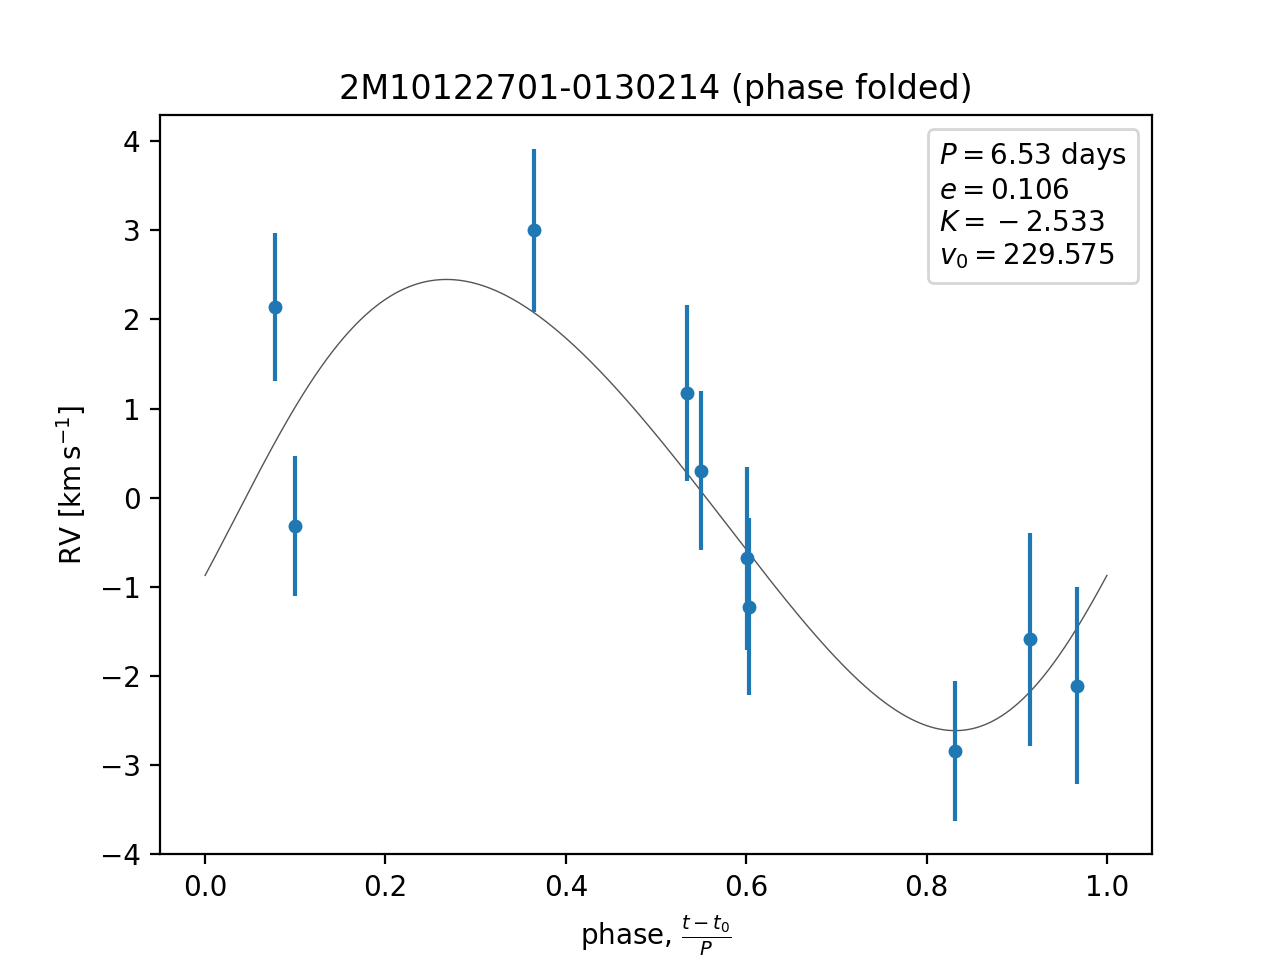 2M10122701-0130214 (phase folded)
P = 6.53 days
e = 0.106
K = −2.533
v₀ = 229.575
4
3
2
1
0
−1
−2
−3
−4
RV [km s⁻¹]
0.0 0.2 0.4 0.6 0.8 1.0
phase, (t − t₀)/P